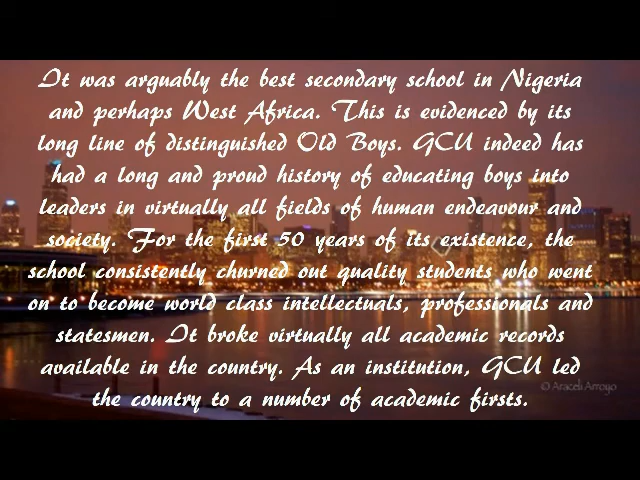 It was arguably the best secondary school in Nigeria
and perhaps West Africa. This is evidenced by its
long line of distinguished Old Boys. GCU indeed has
had a long and proud history of educating boys into
leaders in virtually all fields of human endeavour and
society. For the first 50 years of its existence, the
school consistently churned out quality students who went
on to become world class intellectuals, professionals and
statesmen. It broke virtually all academic records
available in the country. As an institution, GCU led
the country to a number of academic firsts.
© Araceli Arroyo